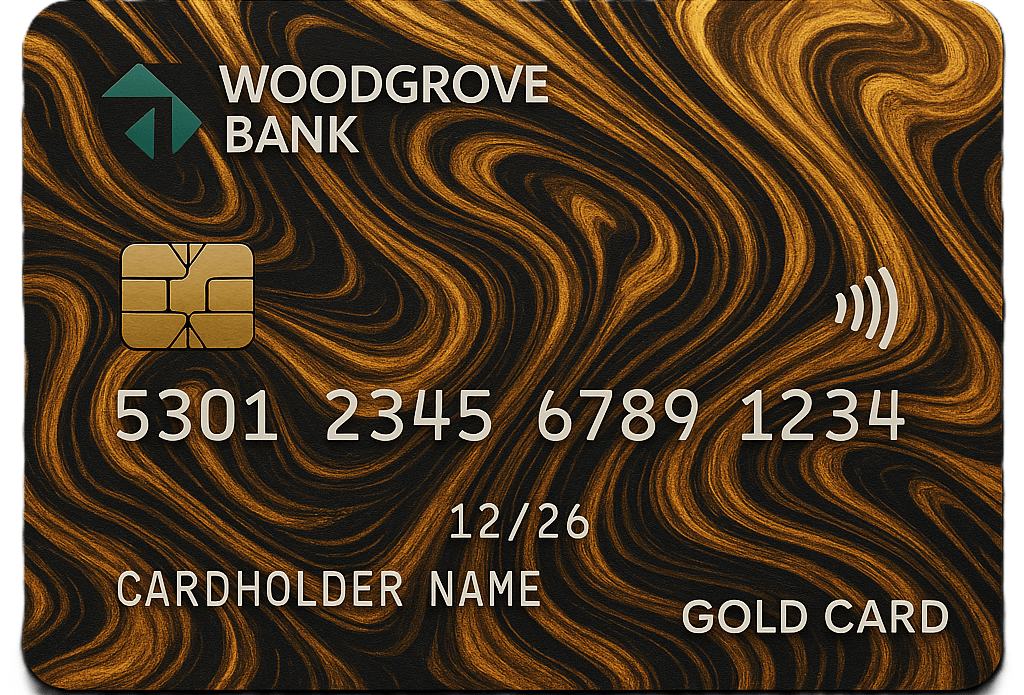 WOODGROVE
BANK
5301 2345 6789 1234
12/26
CARDHOLDER NAME
GOLD CARD